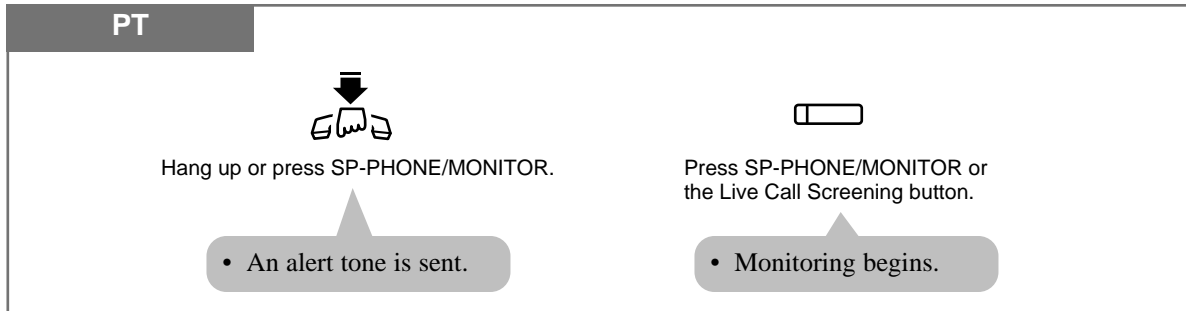 PT
Hang up or press SP-PHONE/MONITOR.
Press SP-PHONE/MONITOR or
the Live Call Screening button.
• An alert tone is sent.
• Monitoring begins.